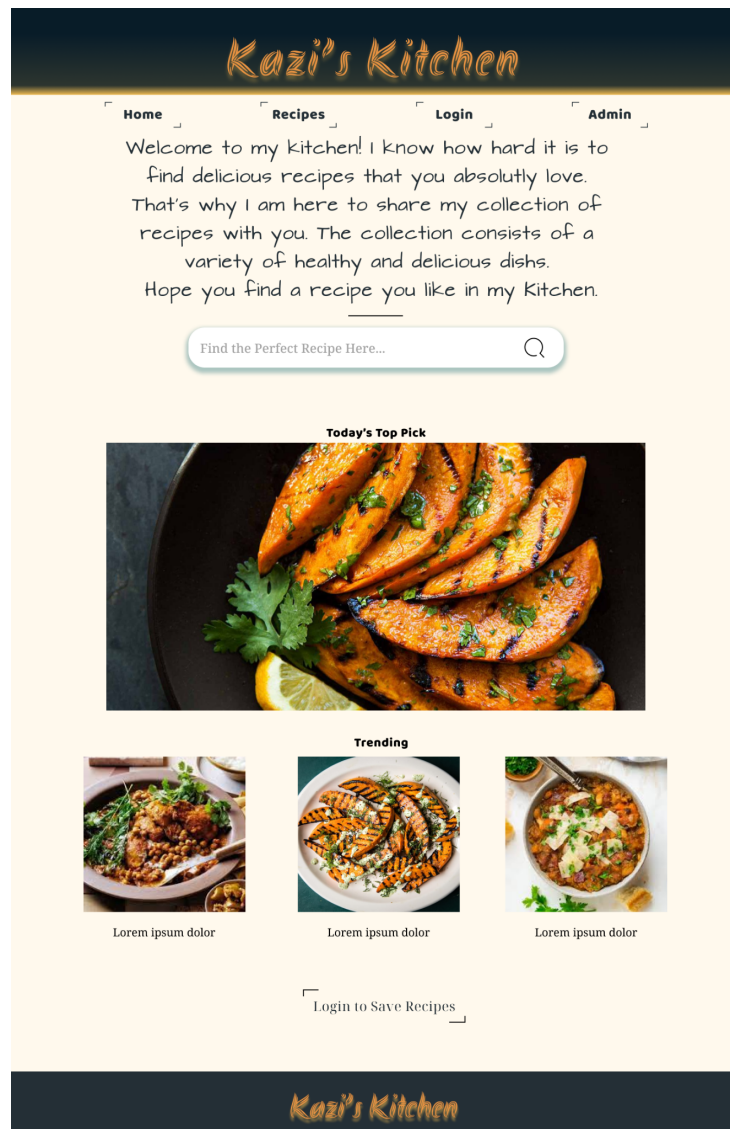 Kazi's Kitchen
Home Recipes Login Admin
Welcome to my kitchen! I know how hard it is to
find delicious recipes that you absolutly love.
That's why I am here to share my collection of
recipes with you. The collection consists of a
variety of healthy and delicious dishs.
Hope you find a recipe you like in my Kitchen.
Find the Perfect Recipe Here...
Today's Top Pick
Trending
Lorem ipsum dolor Lorem ipsum dolor Lorem ipsum dolor
Login to Save Recipes
Kazi's Kitchen